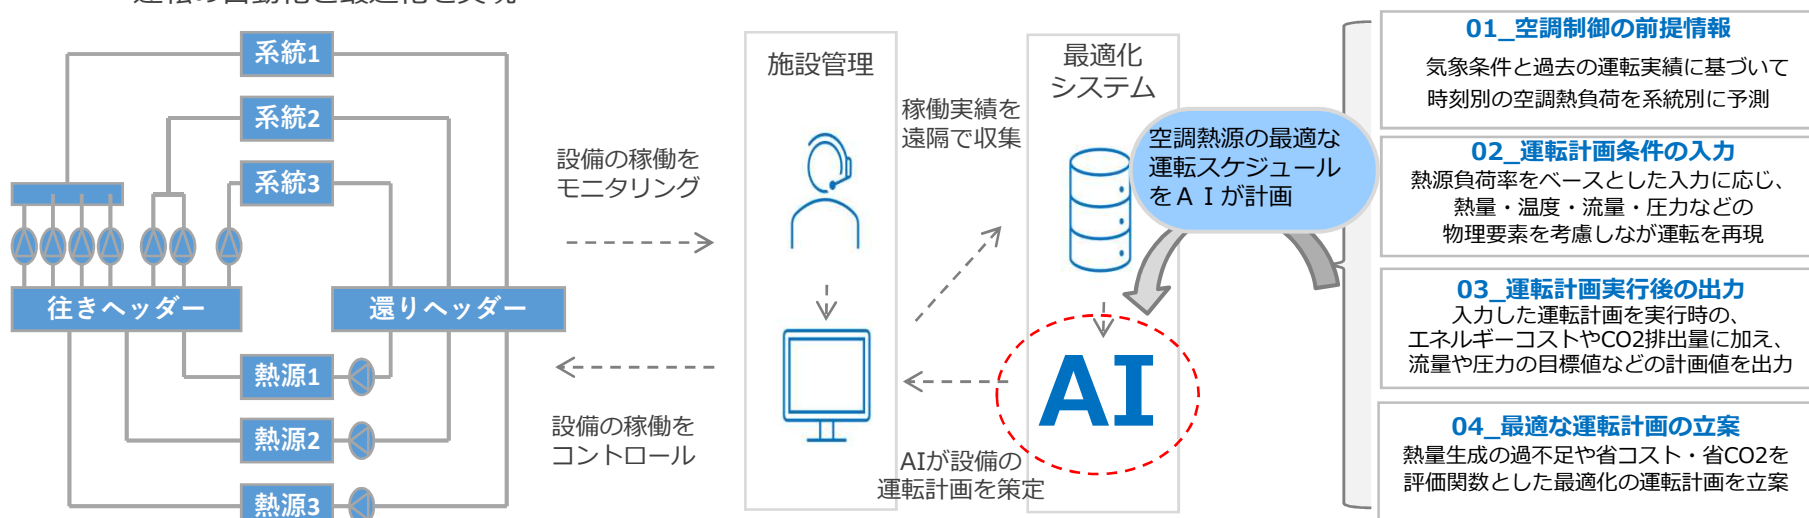 運転の自動化と最適化を実現
系統1
系統2
系統3
往きヘッダー
還りヘッダー
熱源1
熱源2
熱源3
設備の稼働を
モニタリング
設備の稼働を
コントロール
施設管理
稼働実績を
遠隔で収集
AIが設備の
運転計画を策定
最適化
システム
空調熱源の最適な
運転スケジュール
をＡＩが計画
AI
01_空調制御の前提情報
気象条件と過去の運転実績に基づいて
時刻別の空調熱負荷を系統別に予測
02_運転計画条件の入力
熱源負荷率をベースとした入力に応じ、
熱量・温度・流量・圧力などの
物理要素を考慮しなが運転を再現
03_運転計画実行後の出力
入力した運転計画を実行時の、
エネルギーコストやCO2排出量に加え、
流量や圧力の目標値などの計画値を出力
04_最適な運転計画の立案
熱量生成の過不足や省コスト・省CO2を
評価関数とした最適化の運転計画を立案